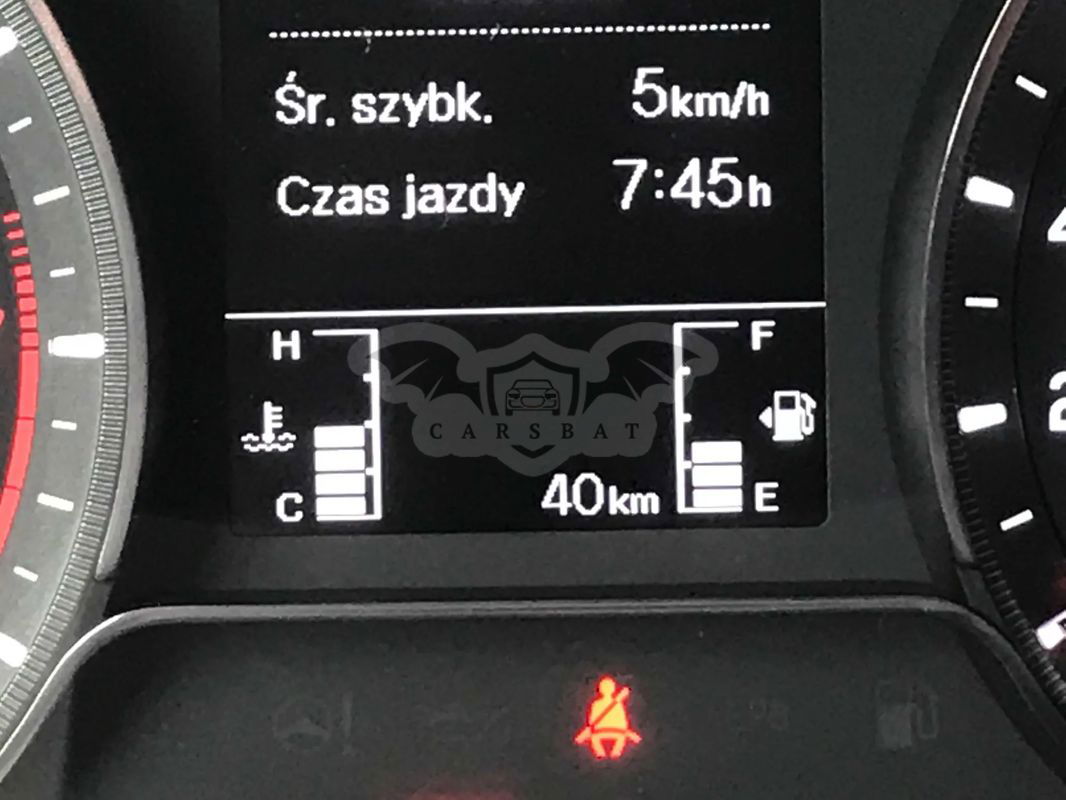 Śr. szybk. 5km/h
Czas jazdy 7:45h
H F
CARSBAT
C 40km E